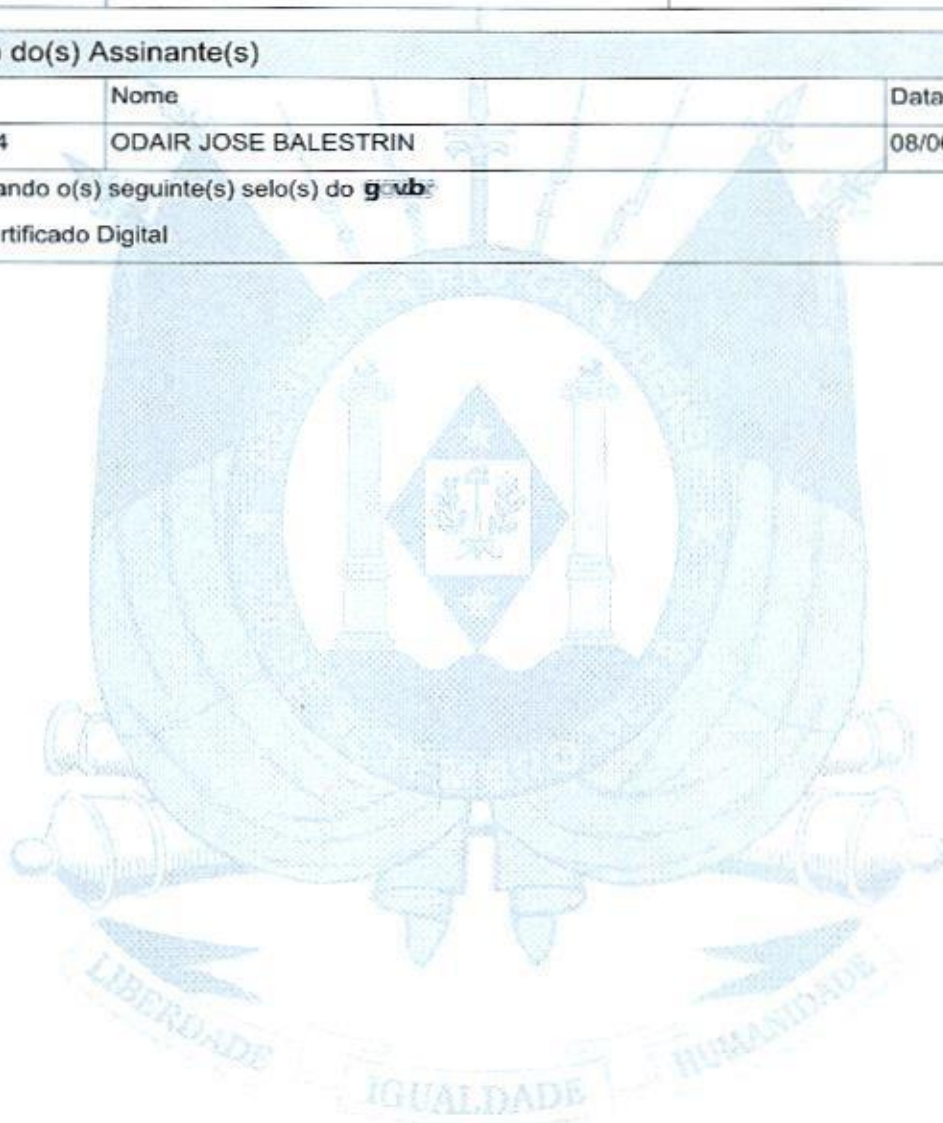 do(s) Assinante(s)
Nome Data
4 ODAIR JOSE BALESTRIN 08/0
ando o(s) seguinte(s) selo(s) do
rtificado Digital
LIBERDADE IGUALDADE HUMANIDADE